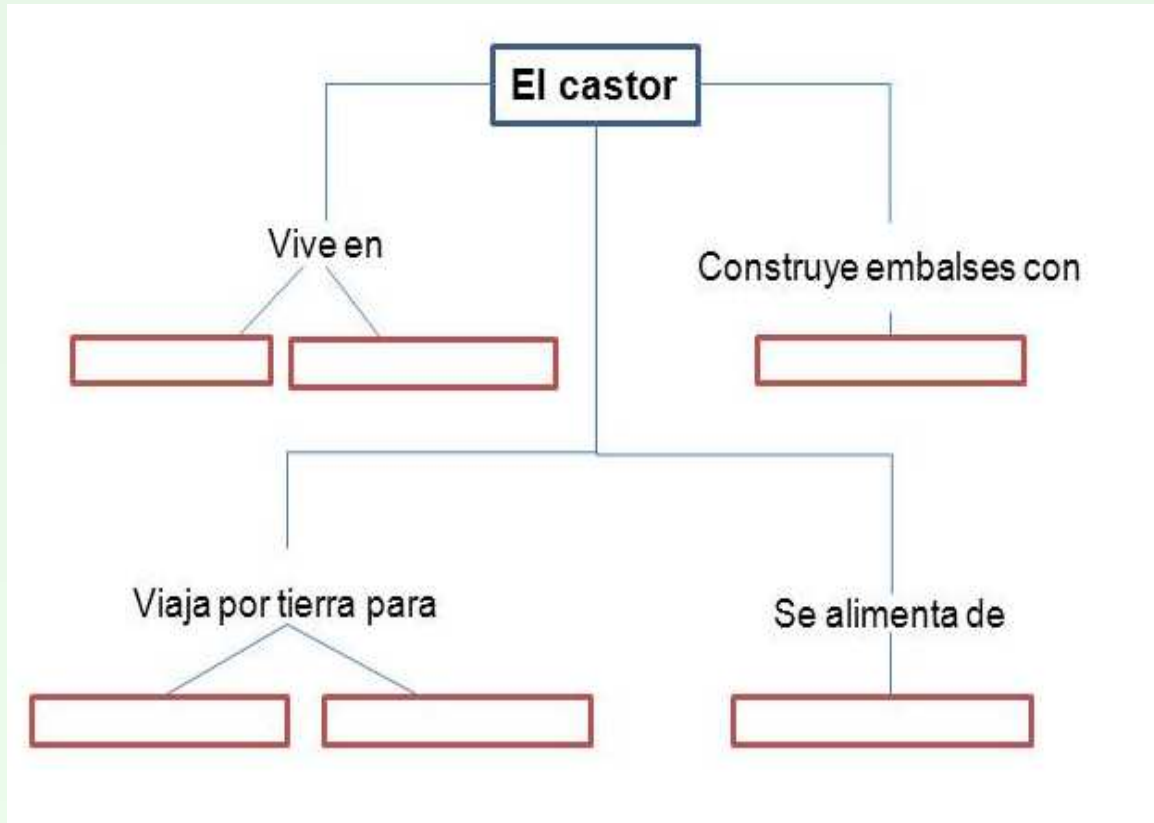 El castor
Vive en
Construye embalses con
Viaja por tierra para
Se alimenta de